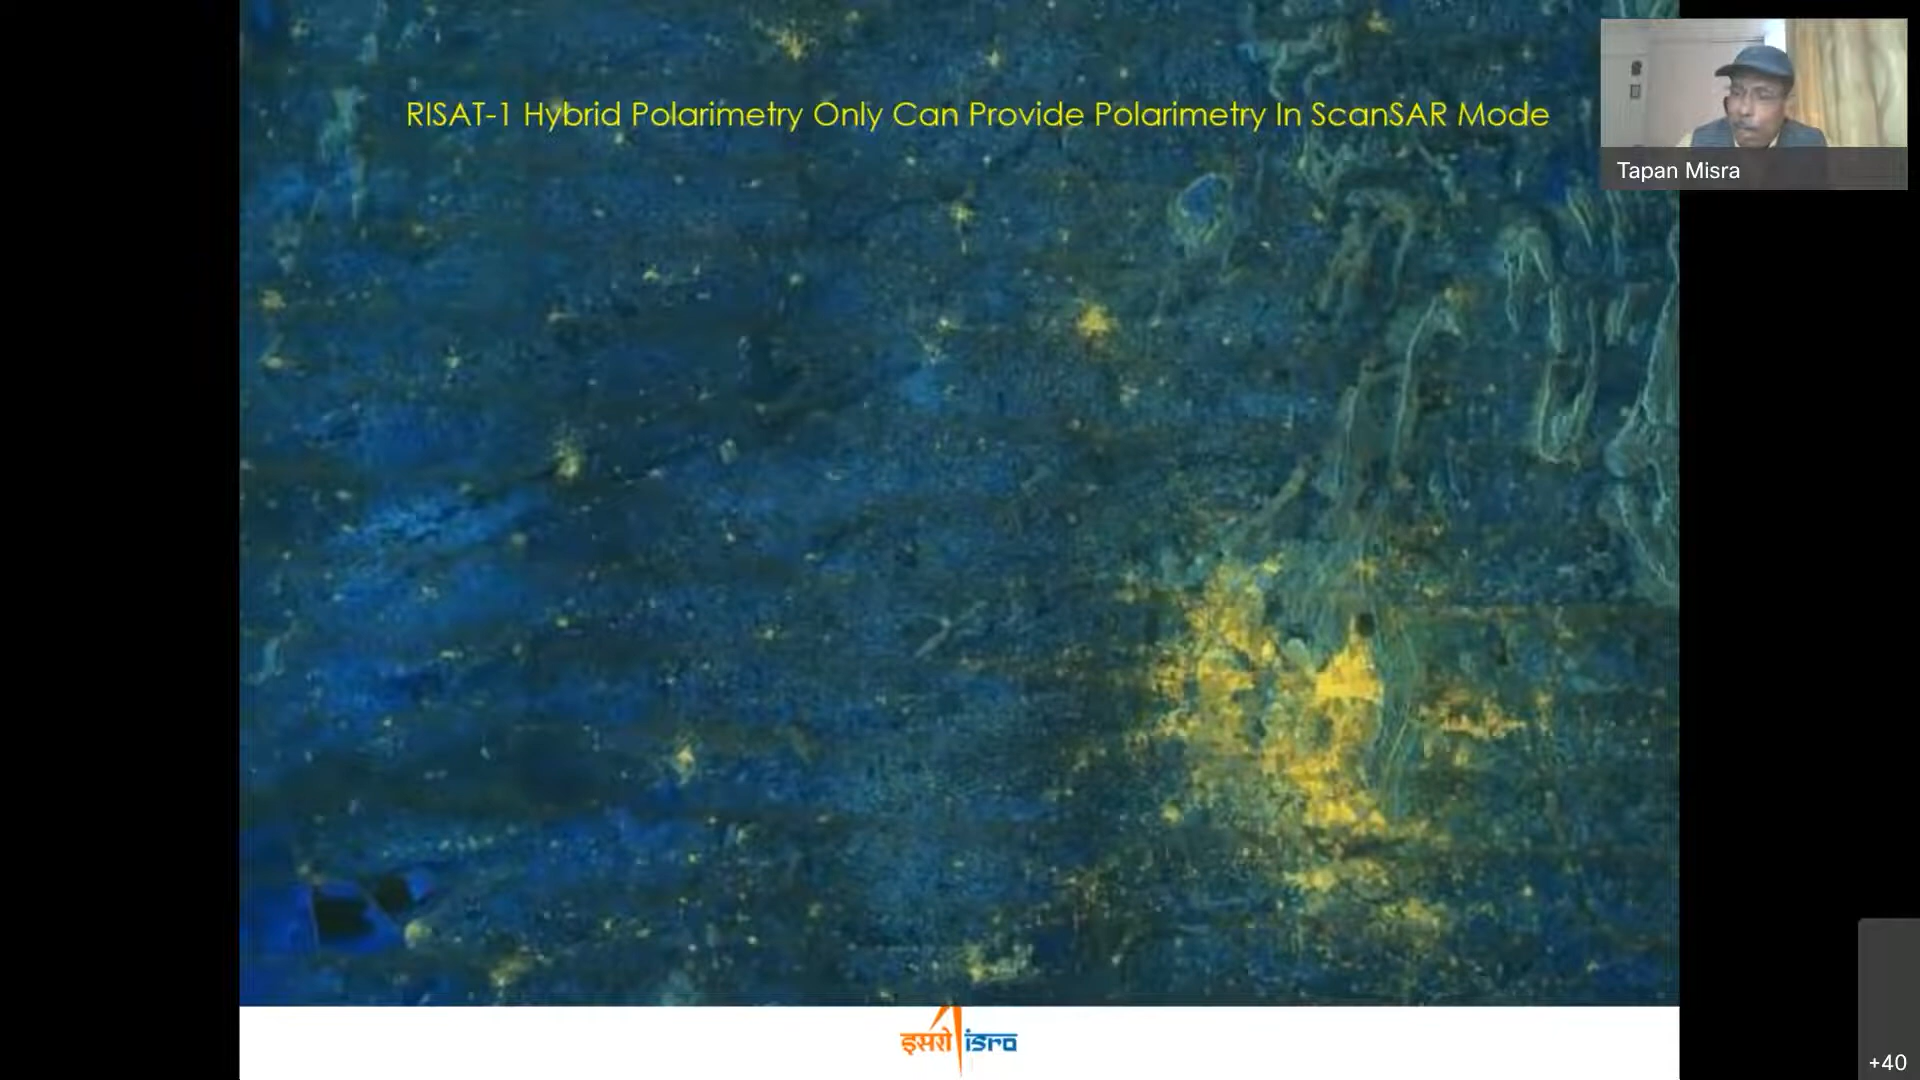 RISAT-1 Hybrid Polarimetry Only Can Provide Polarimetry In ScanSAR Mode
Tapan Misra
इसरो isro
+40